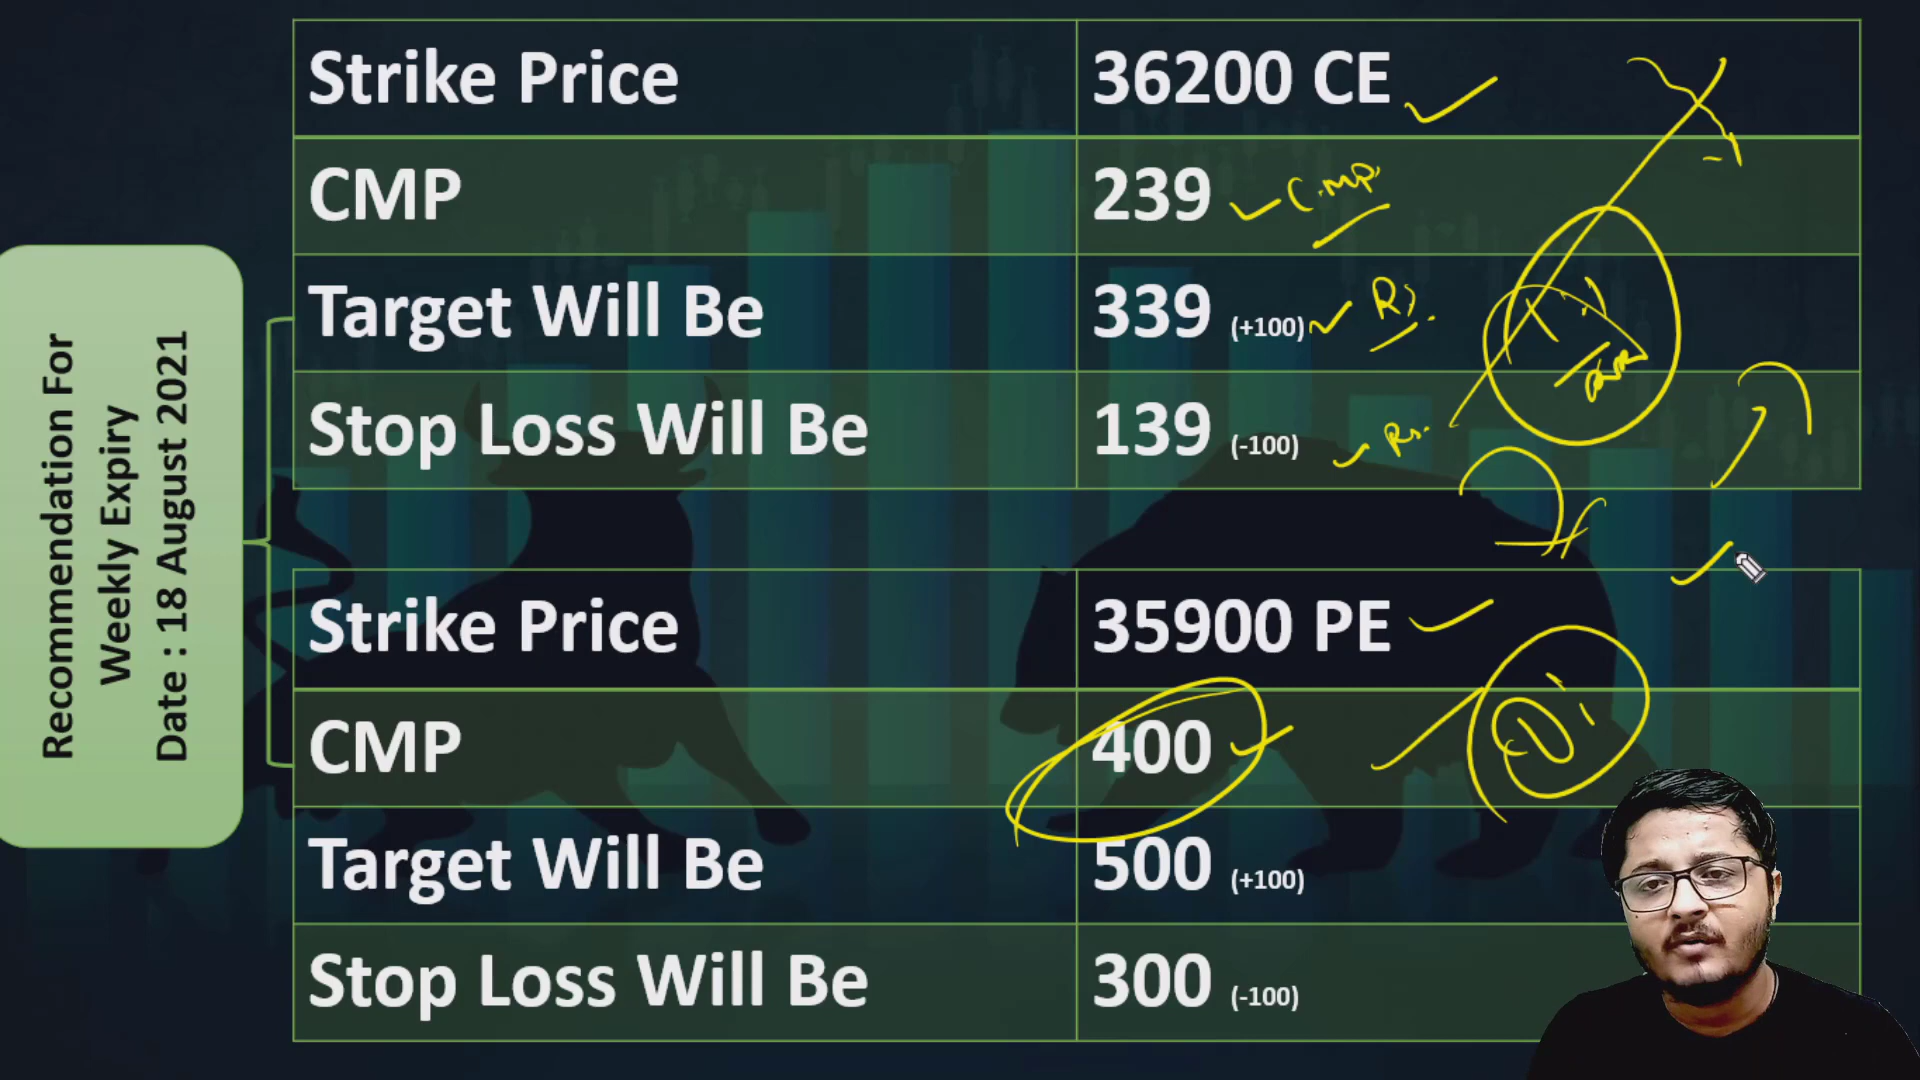 Recommendation For
Weekly Expiry
Date : 18 August 2021
Strike Price 36200 CE
CMP 239 C.MP.
Target Will Be 339 (+100) Rs.
Stop Loss Will Be 139 (-100) Rs.
Strike Price 35900 PE
CMP 400
Target Will Be 500 (+100)
Stop Loss Will Be 300 (-100)